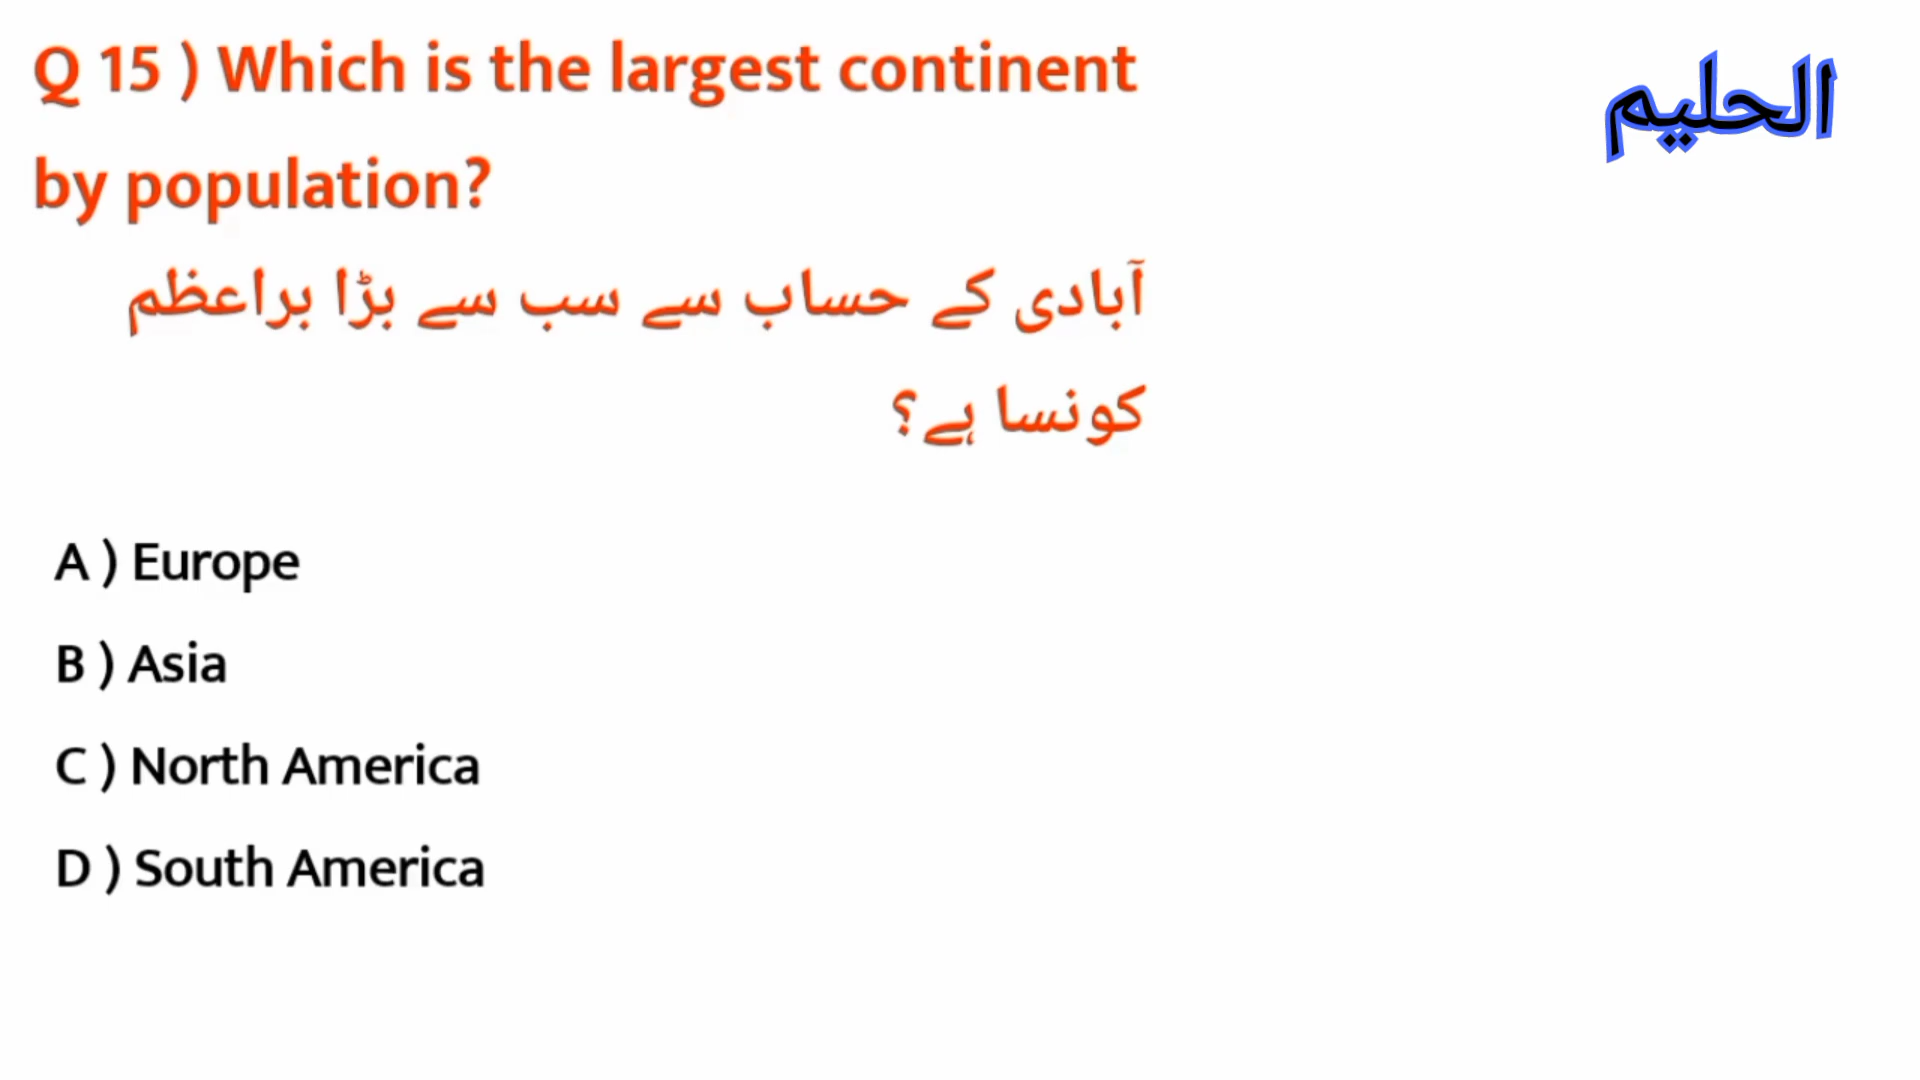 Q 15 ) Which is the largest continent
by population?
الحلیم
آبادی کے حساب سے سب سے بڑا براعظم
کونسا ہے؟
A ) Europe
B ) Asia
C ) North America
D ) South America